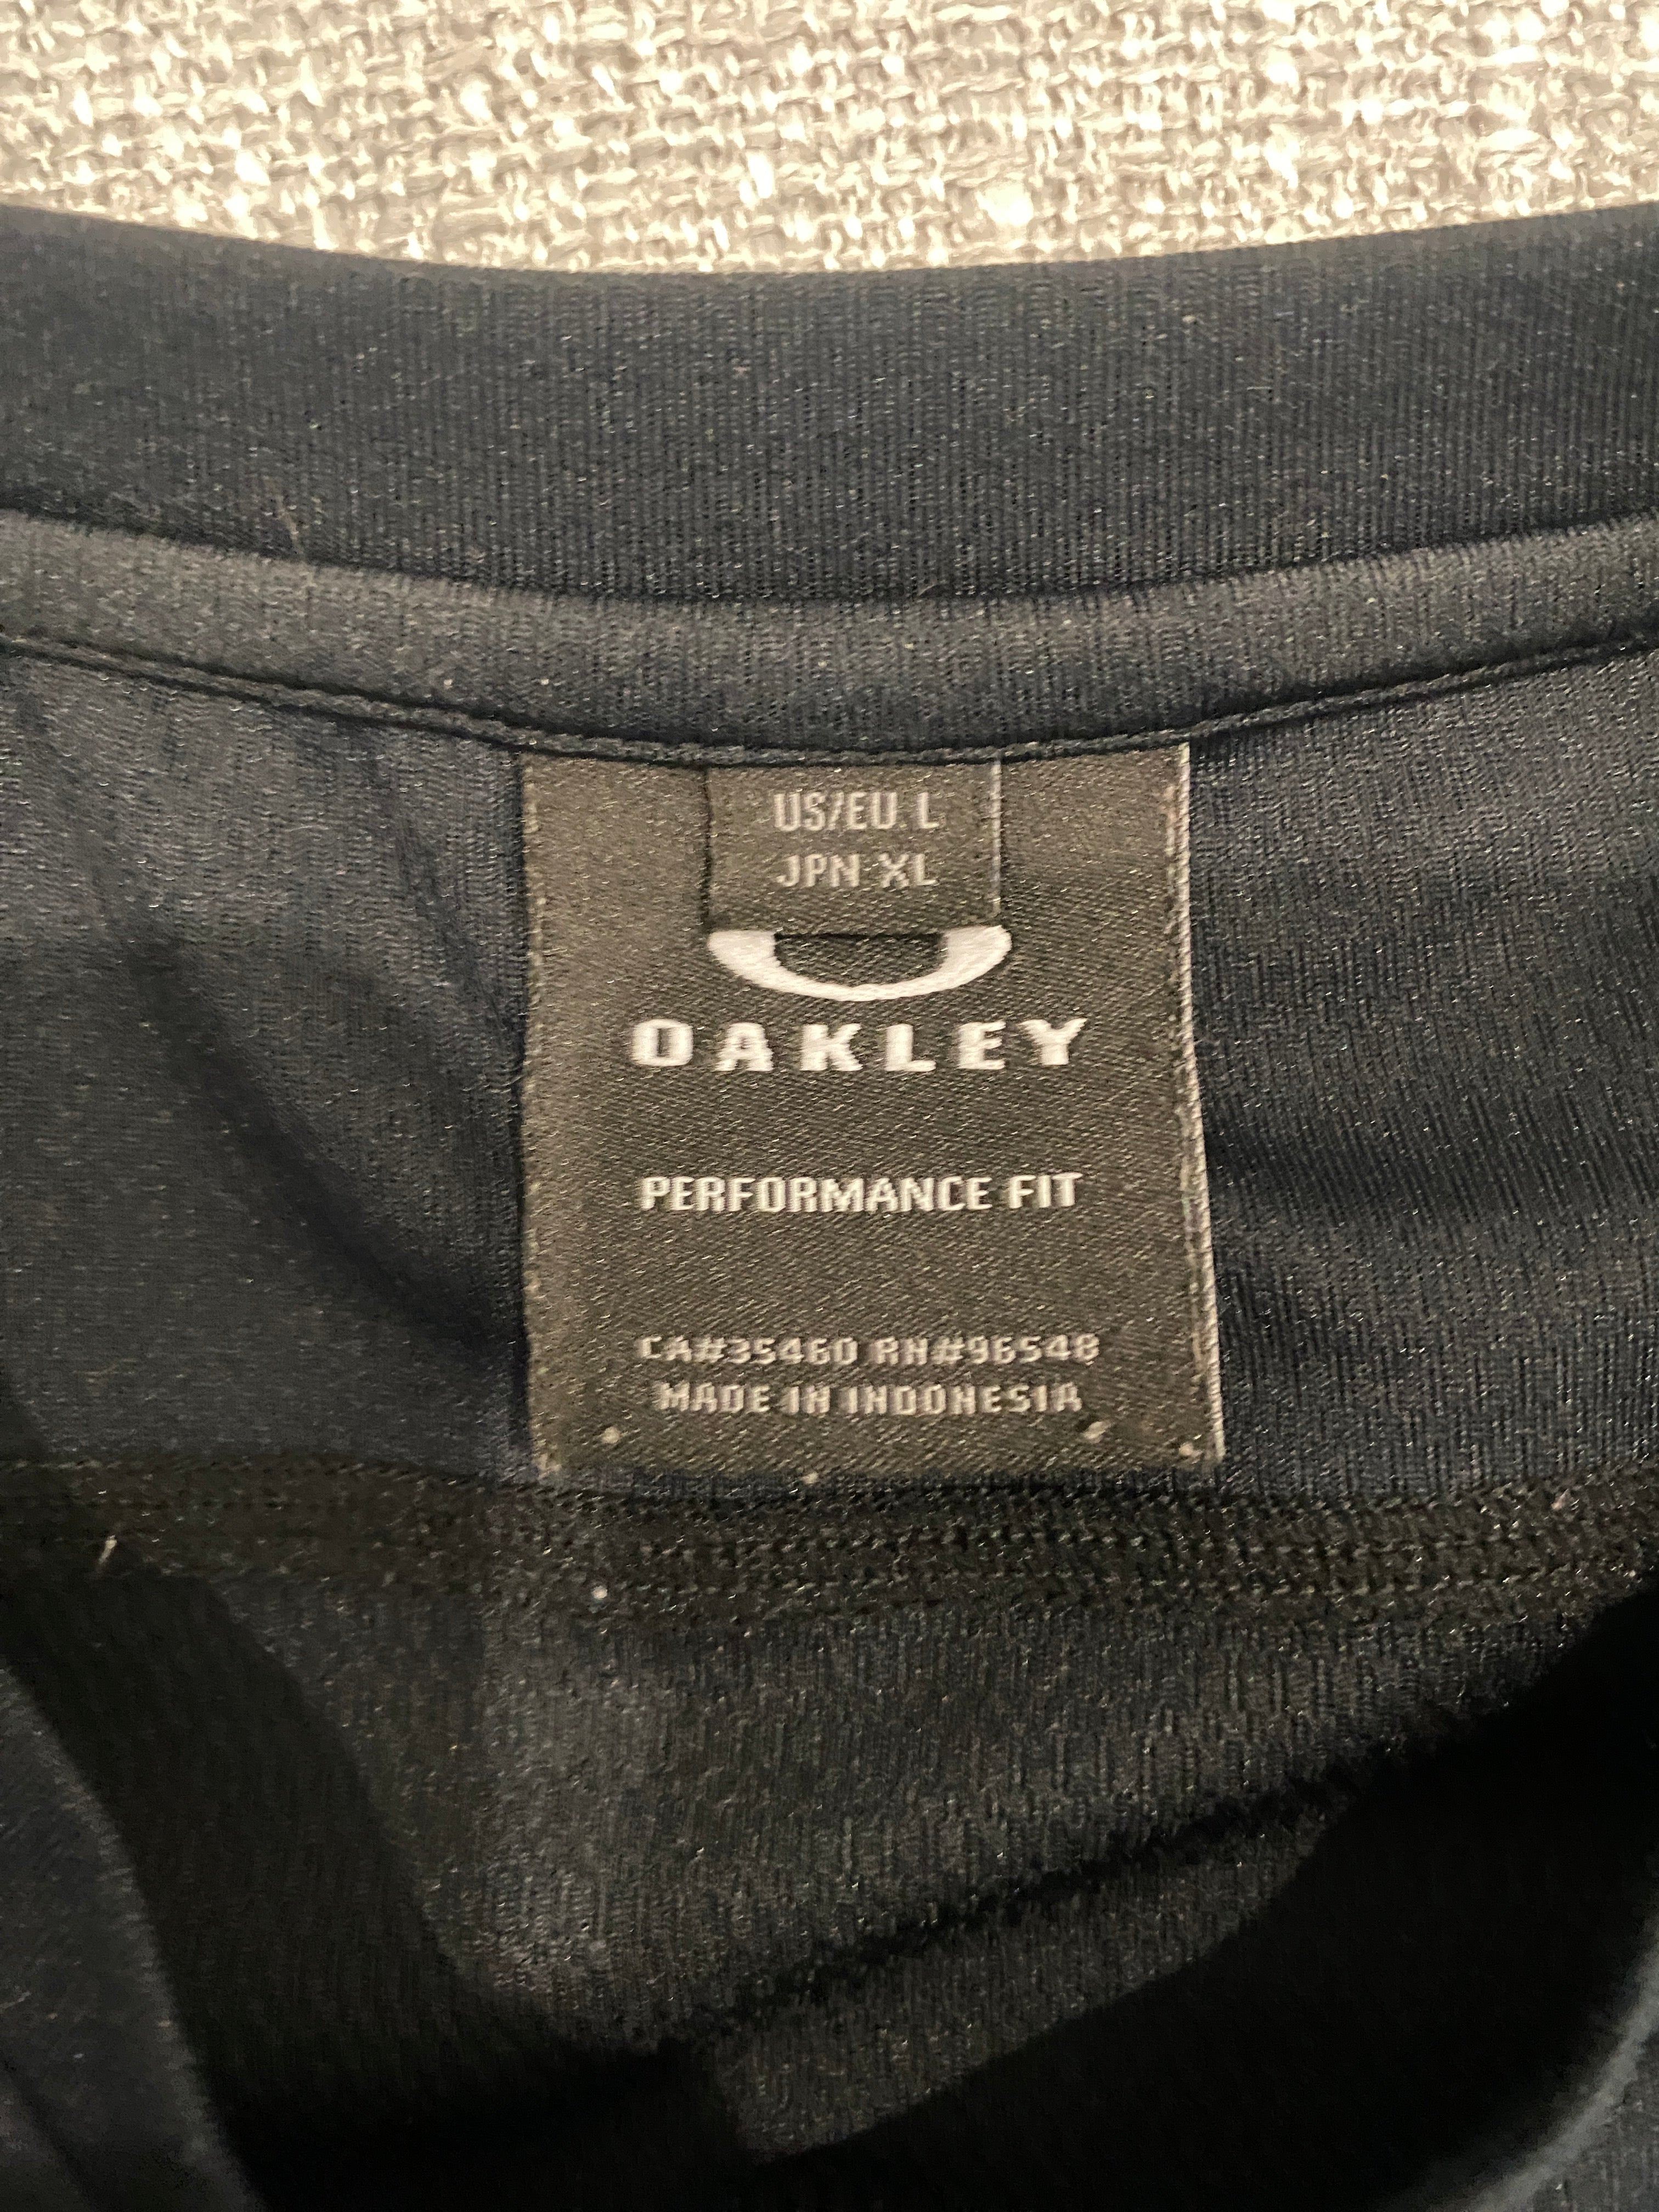 US/EU. L
JPN XL
OAKLEY
PERFORMANCE FIT
CA#35460 RN#96548
MADE IN INDONESIA